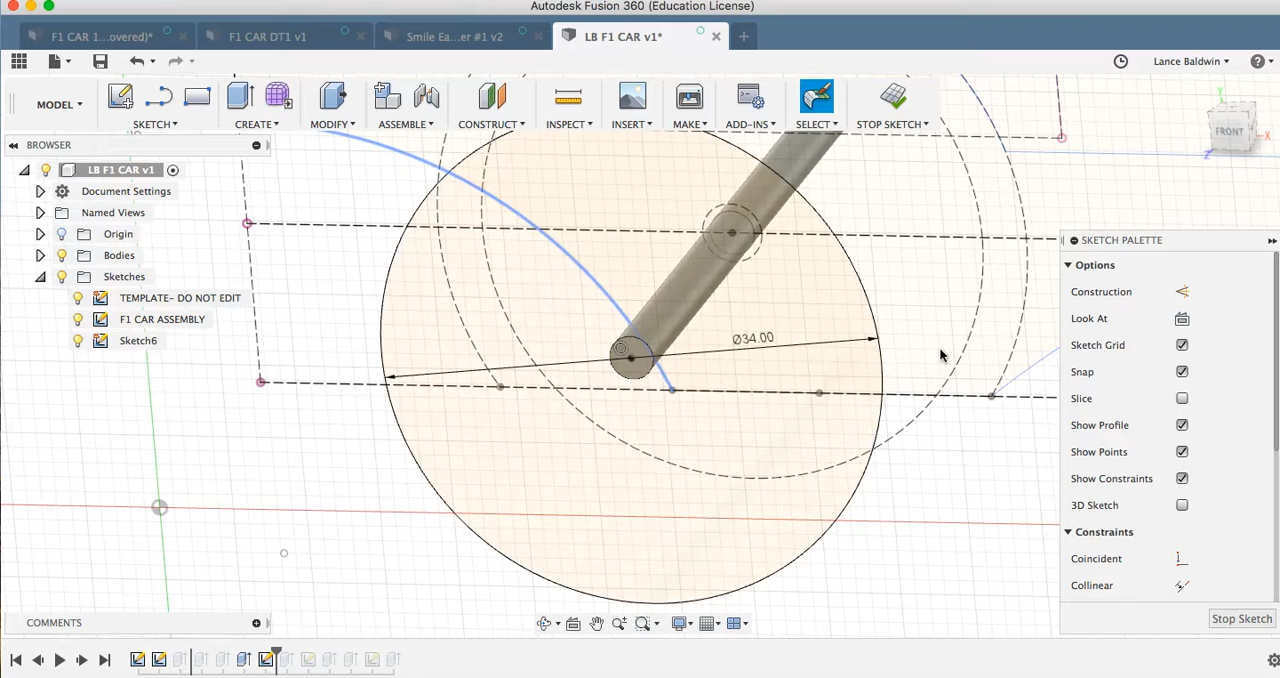 Autodesk Fusion 360 (Education License)
F1 CAR 1...overed)*
F1 CAR DT1 v1
Smile Ea...er #1 v2
LB F1 CAR v1*
Lance Baldwin
MODEL
SKETCH
CREATE
MODIFY
ASSEMBLE
CONSTRUCT
INSPECT
INSERT
MAKE
ADD-INS
SELECT
STOP SKETCH
BROWSER
LB F1 CAR v1
Document Settings
Named Views
Origin
Bodies
Sketches
TEMPLATE- DO NOT EDIT
F1 CAR ASSEMBLY
Sketch6
Y
FRONT
X
Z
Ø34.00
SKETCH PALETTE
Options
Construction
Look At
Sketch Grid
Snap
Slice
Show Profile
Show Points
Show Constraints
3D Sketch
Constraints
Coincident
Collinear
Stop Sketch
COMMENTS